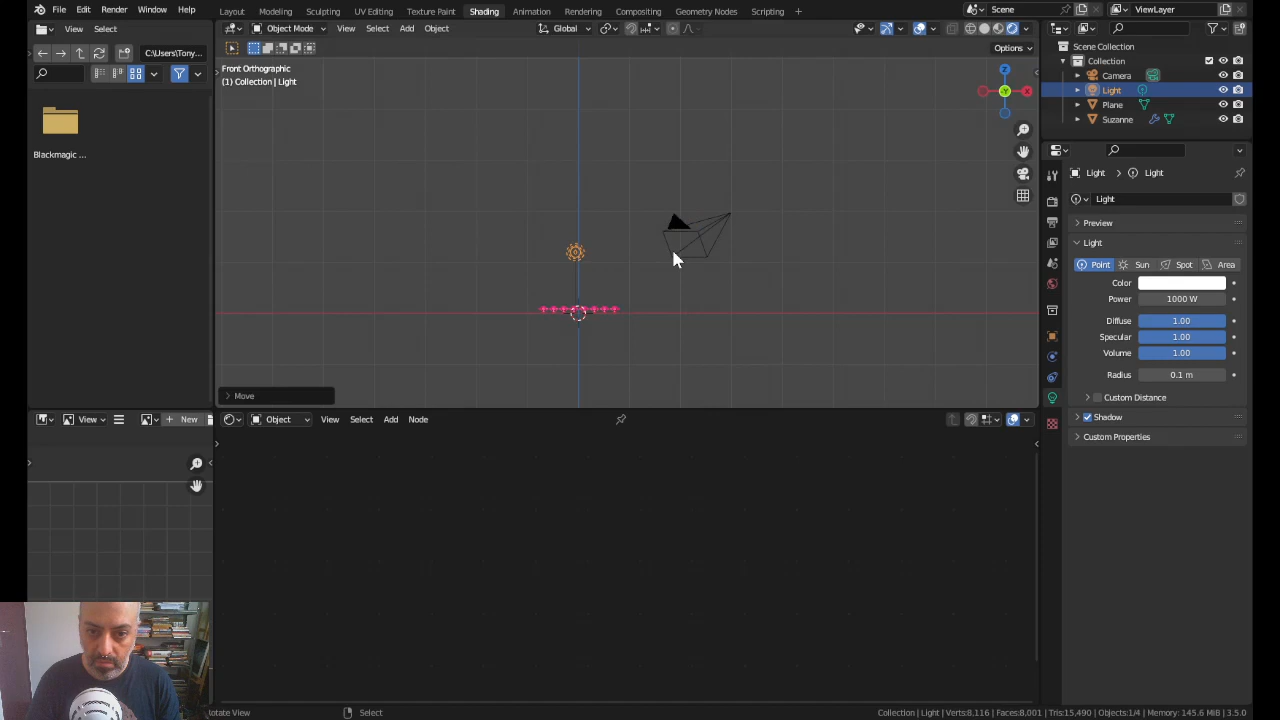 File Edit Render Window Help
Layout Modeling Sculpting UV Editing Texture Paint Shading Animation Rendering Compositing Geometry Nodes Scripting +
Scene
ViewLayer
View Select
Object Mode View Select Add Object
Global
C:\Users\Tony...
Options
Front Orthographic
(1) Collection | Light
Z
Y
X
Blackmagic ...
Move
Scene Collection
Collection
Camera
Light
Plane
Suzanne
Light Light
Light
Preview
Light
Point Sun Spot Area
Color
Power 1000 W
Diffuse 1.00
Specular 1.00
Volume 1.00
Radius 0.1 m
Custom Distance
Shadow
Custom Properties
View
New
Object View Select Add Node
otate View
Select
Collection | Light | Verts:8,116 | Faces:8,001 | Tris:15,490 | Objects:1/4 | Memory: 145.6 MiB | 3.5.0